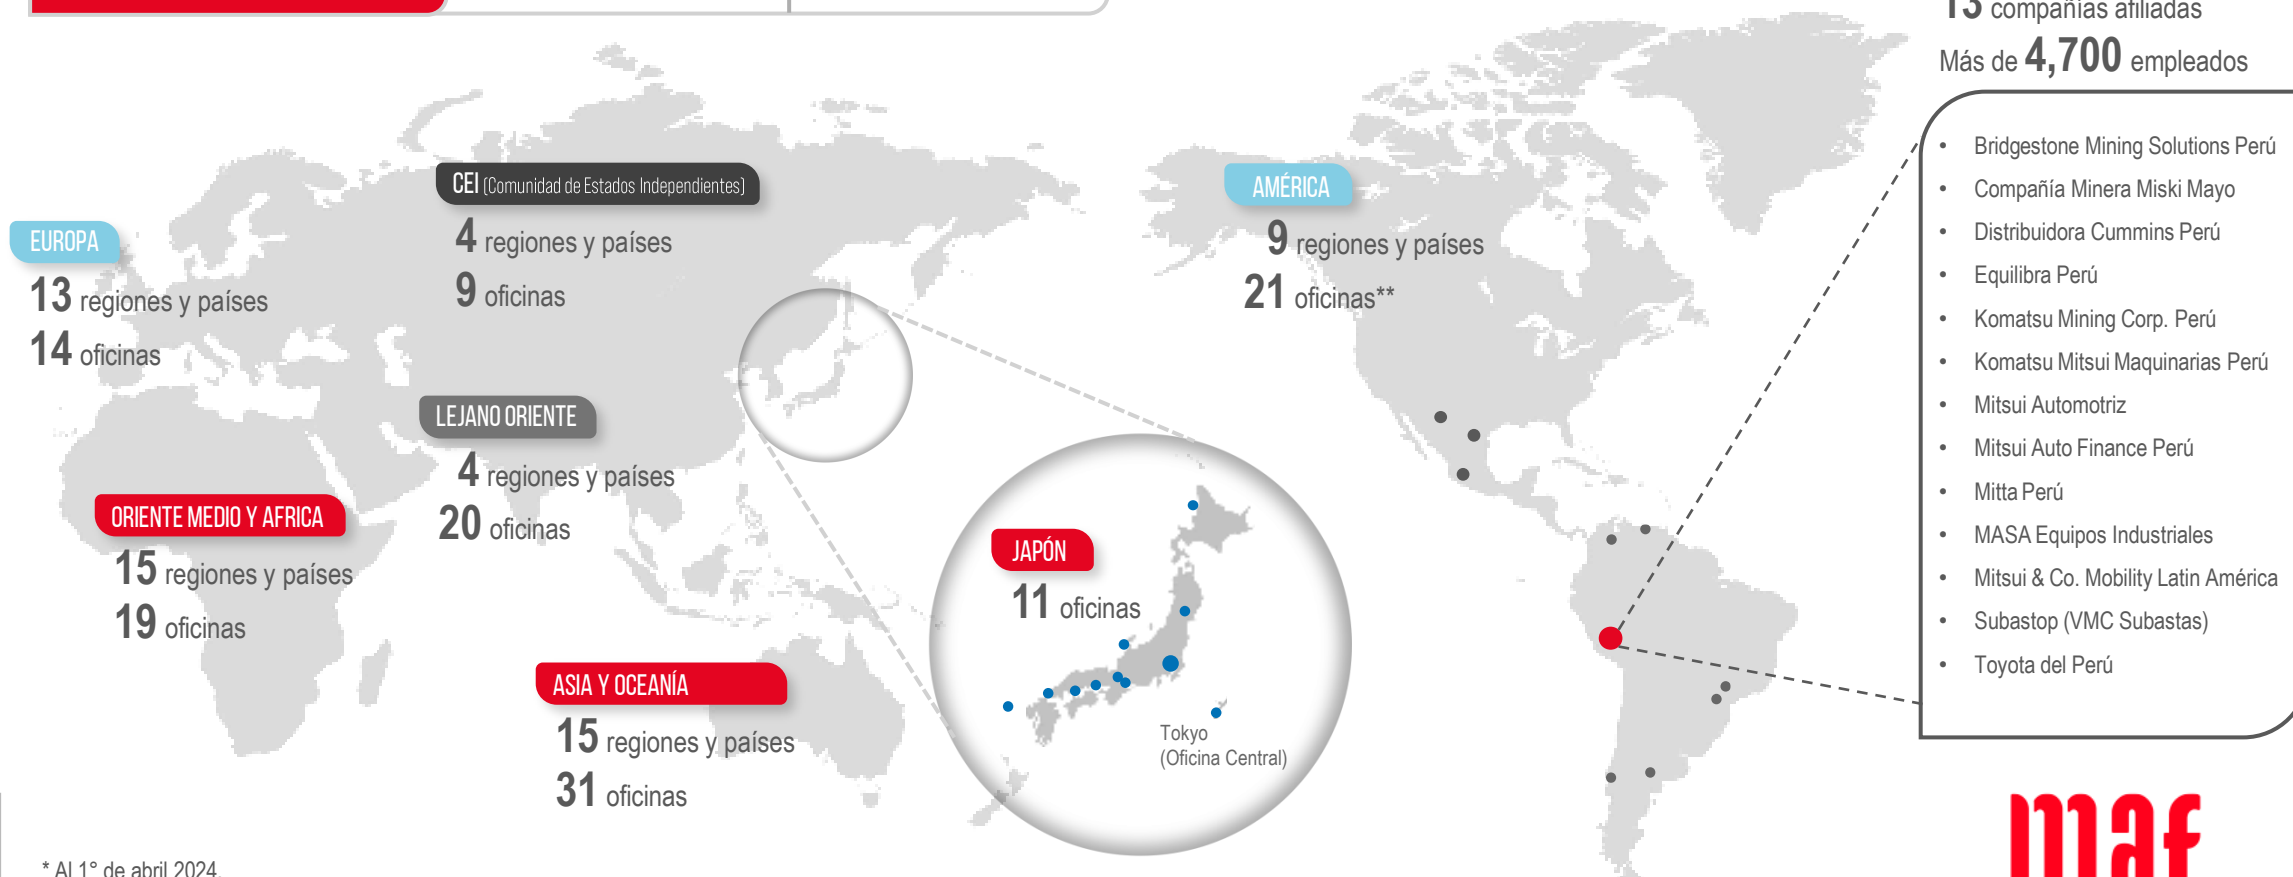 13 compañías afiliadas
Más de 4,700 empleados
EUROPA
13 regiones y países
14 oficinas
CEI (Comunidad de Estados Independientes)
4 regiones y países
9 oficinas
LEJANO ORIENTE
4 regiones y países
20 oficinas
ORIENTE MEDIO Y AFRICA
15 regiones y países
19 oficinas
ASIA Y OCEANÍA
15 regiones y países
31 oficinas
JAPÓN
11 oficinas
Tokyo
(Oficina Central)
AMÉRICA
9 regiones y países
21 oficinas**
• Bridgestone Mining Solutions Perú
• Compañía Minera Miski Mayo
• Distribuidora Cummins Perú
• Equilibra Perú
• Komatsu Mining Corp. Perú
• Komatsu Mitsui Maquinarias Perú
• Mitsui Automotriz
• Mitsui Auto Finance Perú
• Mitta Perú
• MASA Equipos Industriales
• Mitsui & Co. Mobility Latin América
• Subastop (VMC Subastas)
• Toyota del Perú
maf
* Al 1° de abril 2024.